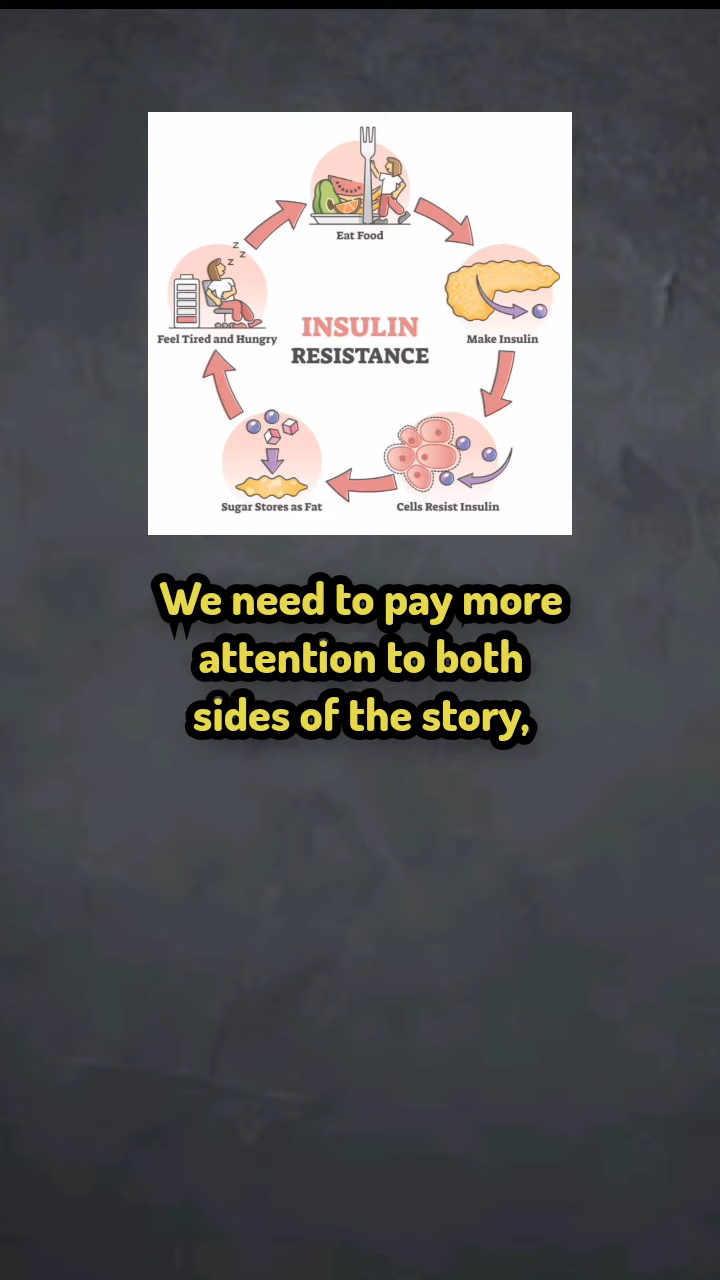 Eat Food
z
z
z
Feel Tired and Hungry
Make Insulin
INSULIN
RESISTANCE
Sugar Stores as Fat
Cells Resist Insulin
We need to pay more
attention to both
sides of the story,